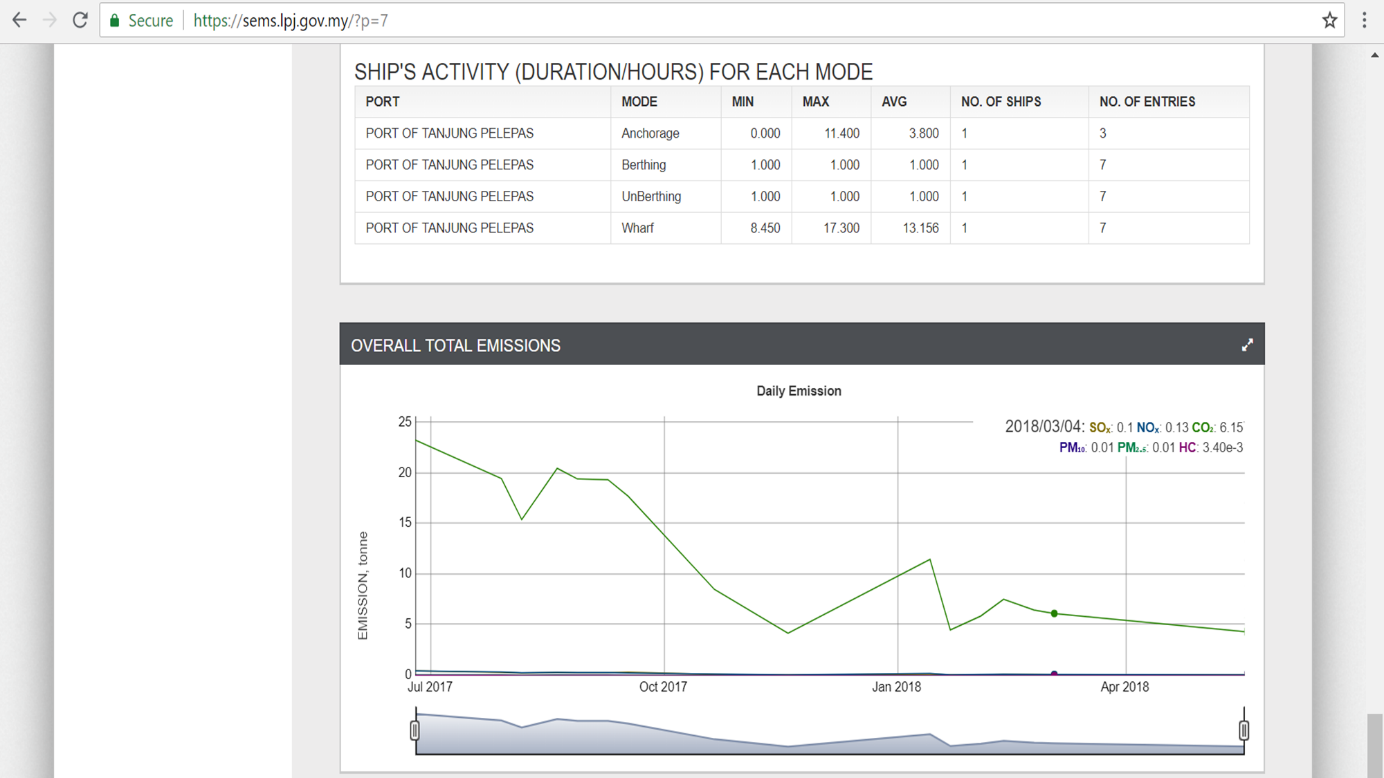 Secure https://sems.lpj.gov.my/?p=7
SHIP'S ACTIVITY (DURATION/HOURS) FOR EACH MODE
PORT MODE MIN MAX AVG NO. OF SHIPS NO. OF ENTRIES
PORT OF TANJUNG PELEPAS Anchorage 0.000 11.400 3.800 1 3
PORT OF TANJUNG PELEPAS Berthing 1.000 1.000 1.000 1 7
PORT OF TANJUNG PELEPAS UnBerthing 1.000 1.000 1.000 1 7
PORT OF TANJUNG PELEPAS Wharf 8.450 17.300 13.156 1 7
OVERALL TOTAL EMISSIONS
Daily Emission
2018/03/04: SOx: 0.1 NOx: 0.13 CO2: 6.15
PM10: 0.01 PM2.5: 0.01 HC: 3.40e-3
EMISSION, tonne
25
20
15
10
5
0
Jul 2017 Oct 2017 Jan 2018 Apr 2018